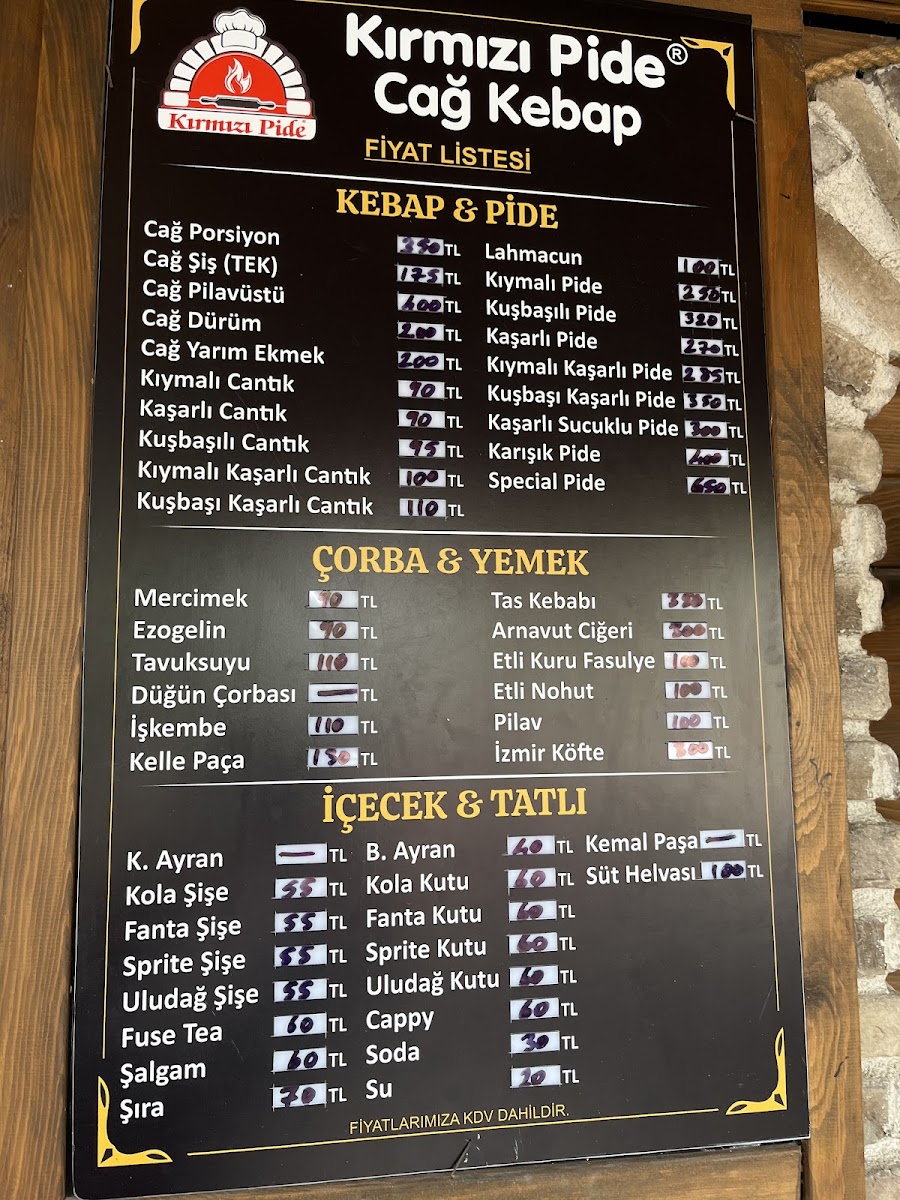 Kırmızı Pide®
Kırmızı Pide®
Cağ Kebap
FİYAT LİSTESİ
KEBAP & PİDE
Cağ Porsiyon 350 TL
Cağ Şiş (TEK) 175 TL
Cağ Pilavüstü 400 TL
Cağ Dürüm 200 TL
Cağ Yarım Ekmek 200 TL
Kıymalı Cantık 90 TL
Kaşarlı Cantık 90 TL
Kuşbaşılı Cantık 95 TL
Kıymalı Kaşarlı Cantık 100 TL
Kuşbaşı Kaşarlı Cantık 110 TL
Lahmacun 100 TL
Kıymalı Pide 250 TL
Kuşbaşılı Pide 320 TL
Kaşarlı Pide 270 TL
Kıymalı Kaşarlı Pide 285 TL
Kuşbaşı Kaşarlı Pide 350 TL
Kaşarlı Sucuklu Pide 300 TL
Karışık Pide 400 TL
Special Pide 650 TL
ÇORBA & YEMEK
Mercimek 90 TL
Ezogelin 90 TL
Tavuksuyu 110 TL
Düğün Çorbası — TL
İşkembe 110 TL
Kelle Paça 150 TL
Tas Kebabı 350 TL
Arnavut Ciğeri 300 TL
Etli Kuru Fasulye TL
Etli Nohut 100 TL
Pilav 100 TL
İzmir Köfte 300 TL
İÇECEK & TATLI
K. Ayran — TL
Kola Şişe 55 TL
Fanta Şişe 55 TL
Sprite Şişe 55 TL
Uludağ Şişe 55 TL
Fuse Tea 60 TL
Şalgam 60 TL
Şıra 70 TL
B. Ayran 40 TL
Kola Kutu 60 TL
Fanta Kutu 60 TL
Sprite Kutu 60 TL
Uludağ Kutu 60 TL
Cappy 60 TL
Soda 30 TL
Su 20 TL
Kemal Paşa — TL
Süt Helvası 100 TL
FİYATLARIMIZA KDV DAHİLDİR.